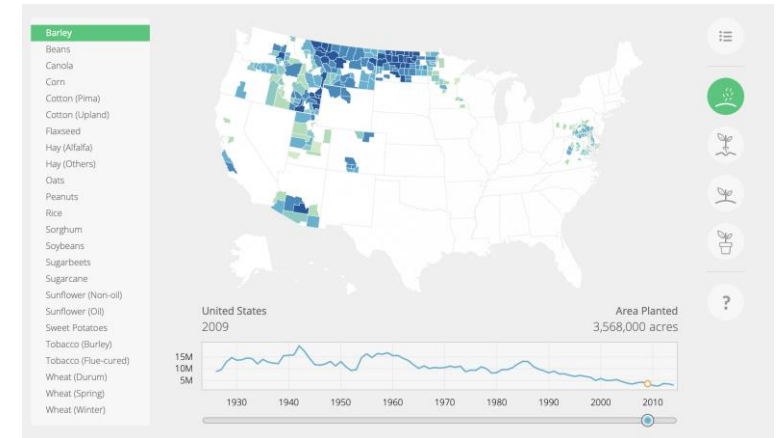 Barley
Beans
Canola
Corn
Cotton (Pima)
Cotton (Upland)
Flaxseed
Hay (Alfalfa)
Hay (Others)
Oats
Peanuts
Rice
Sorghum
Soybeans
Sugarbeets
Sugarcane
Sunflower (Non-oil)
Sunflower (Oil)
Sweet Potatoes
Tobacco (Burley)
Tobacco (Flue-cured)
Wheat (Durum)
Wheat (Spring)
Wheat (Winter)
?
United States
2009
Area Planted
3,568,000 acres
15M
10M
5M
1930 1940 1950 1960 1970 1980 1990 2000 2010